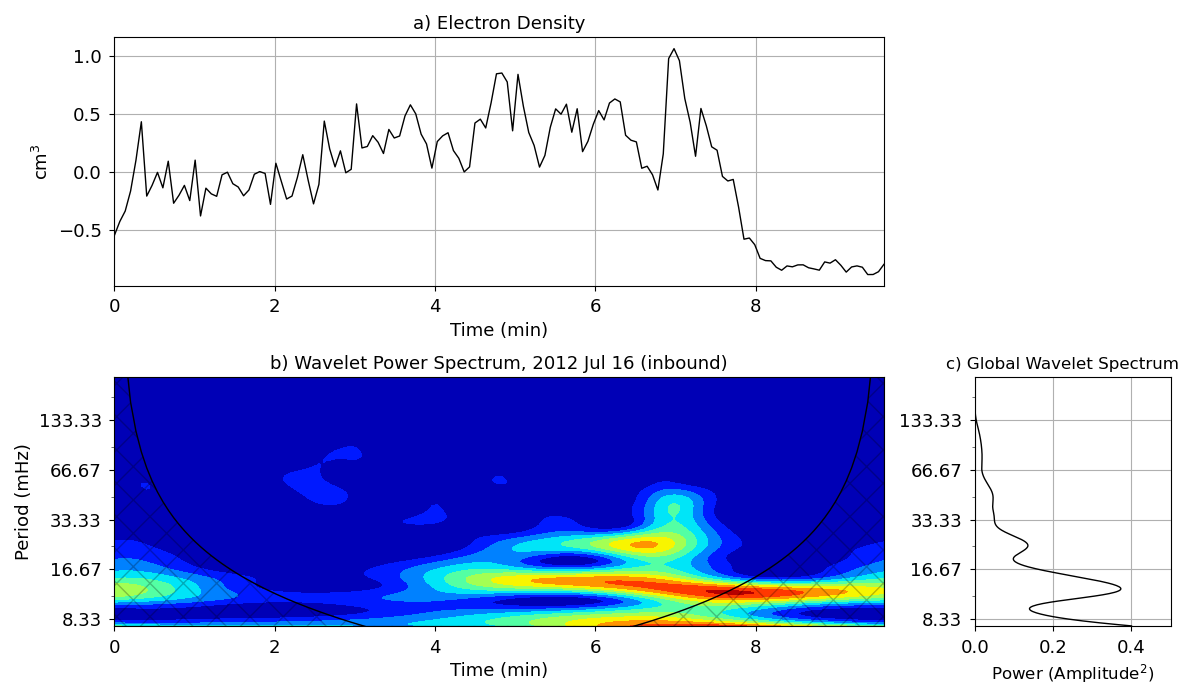 a) Electron Density
1.0
0.5
0.0
−0.5
cm³
0 2 4 6 8
Time (min)
b) Wavelet Power Spectrum, 2012 Jul 16 (inbound)
133.33
66.67
33.33
16.67
8.33
Period (mHz)
0 2 4 6 8
Time (min)
c) Global Wavelet Spectrum
133.33
66.67
33.33
16.67
8.33
0.0 0.2 0.4
Power (Amplitude²)